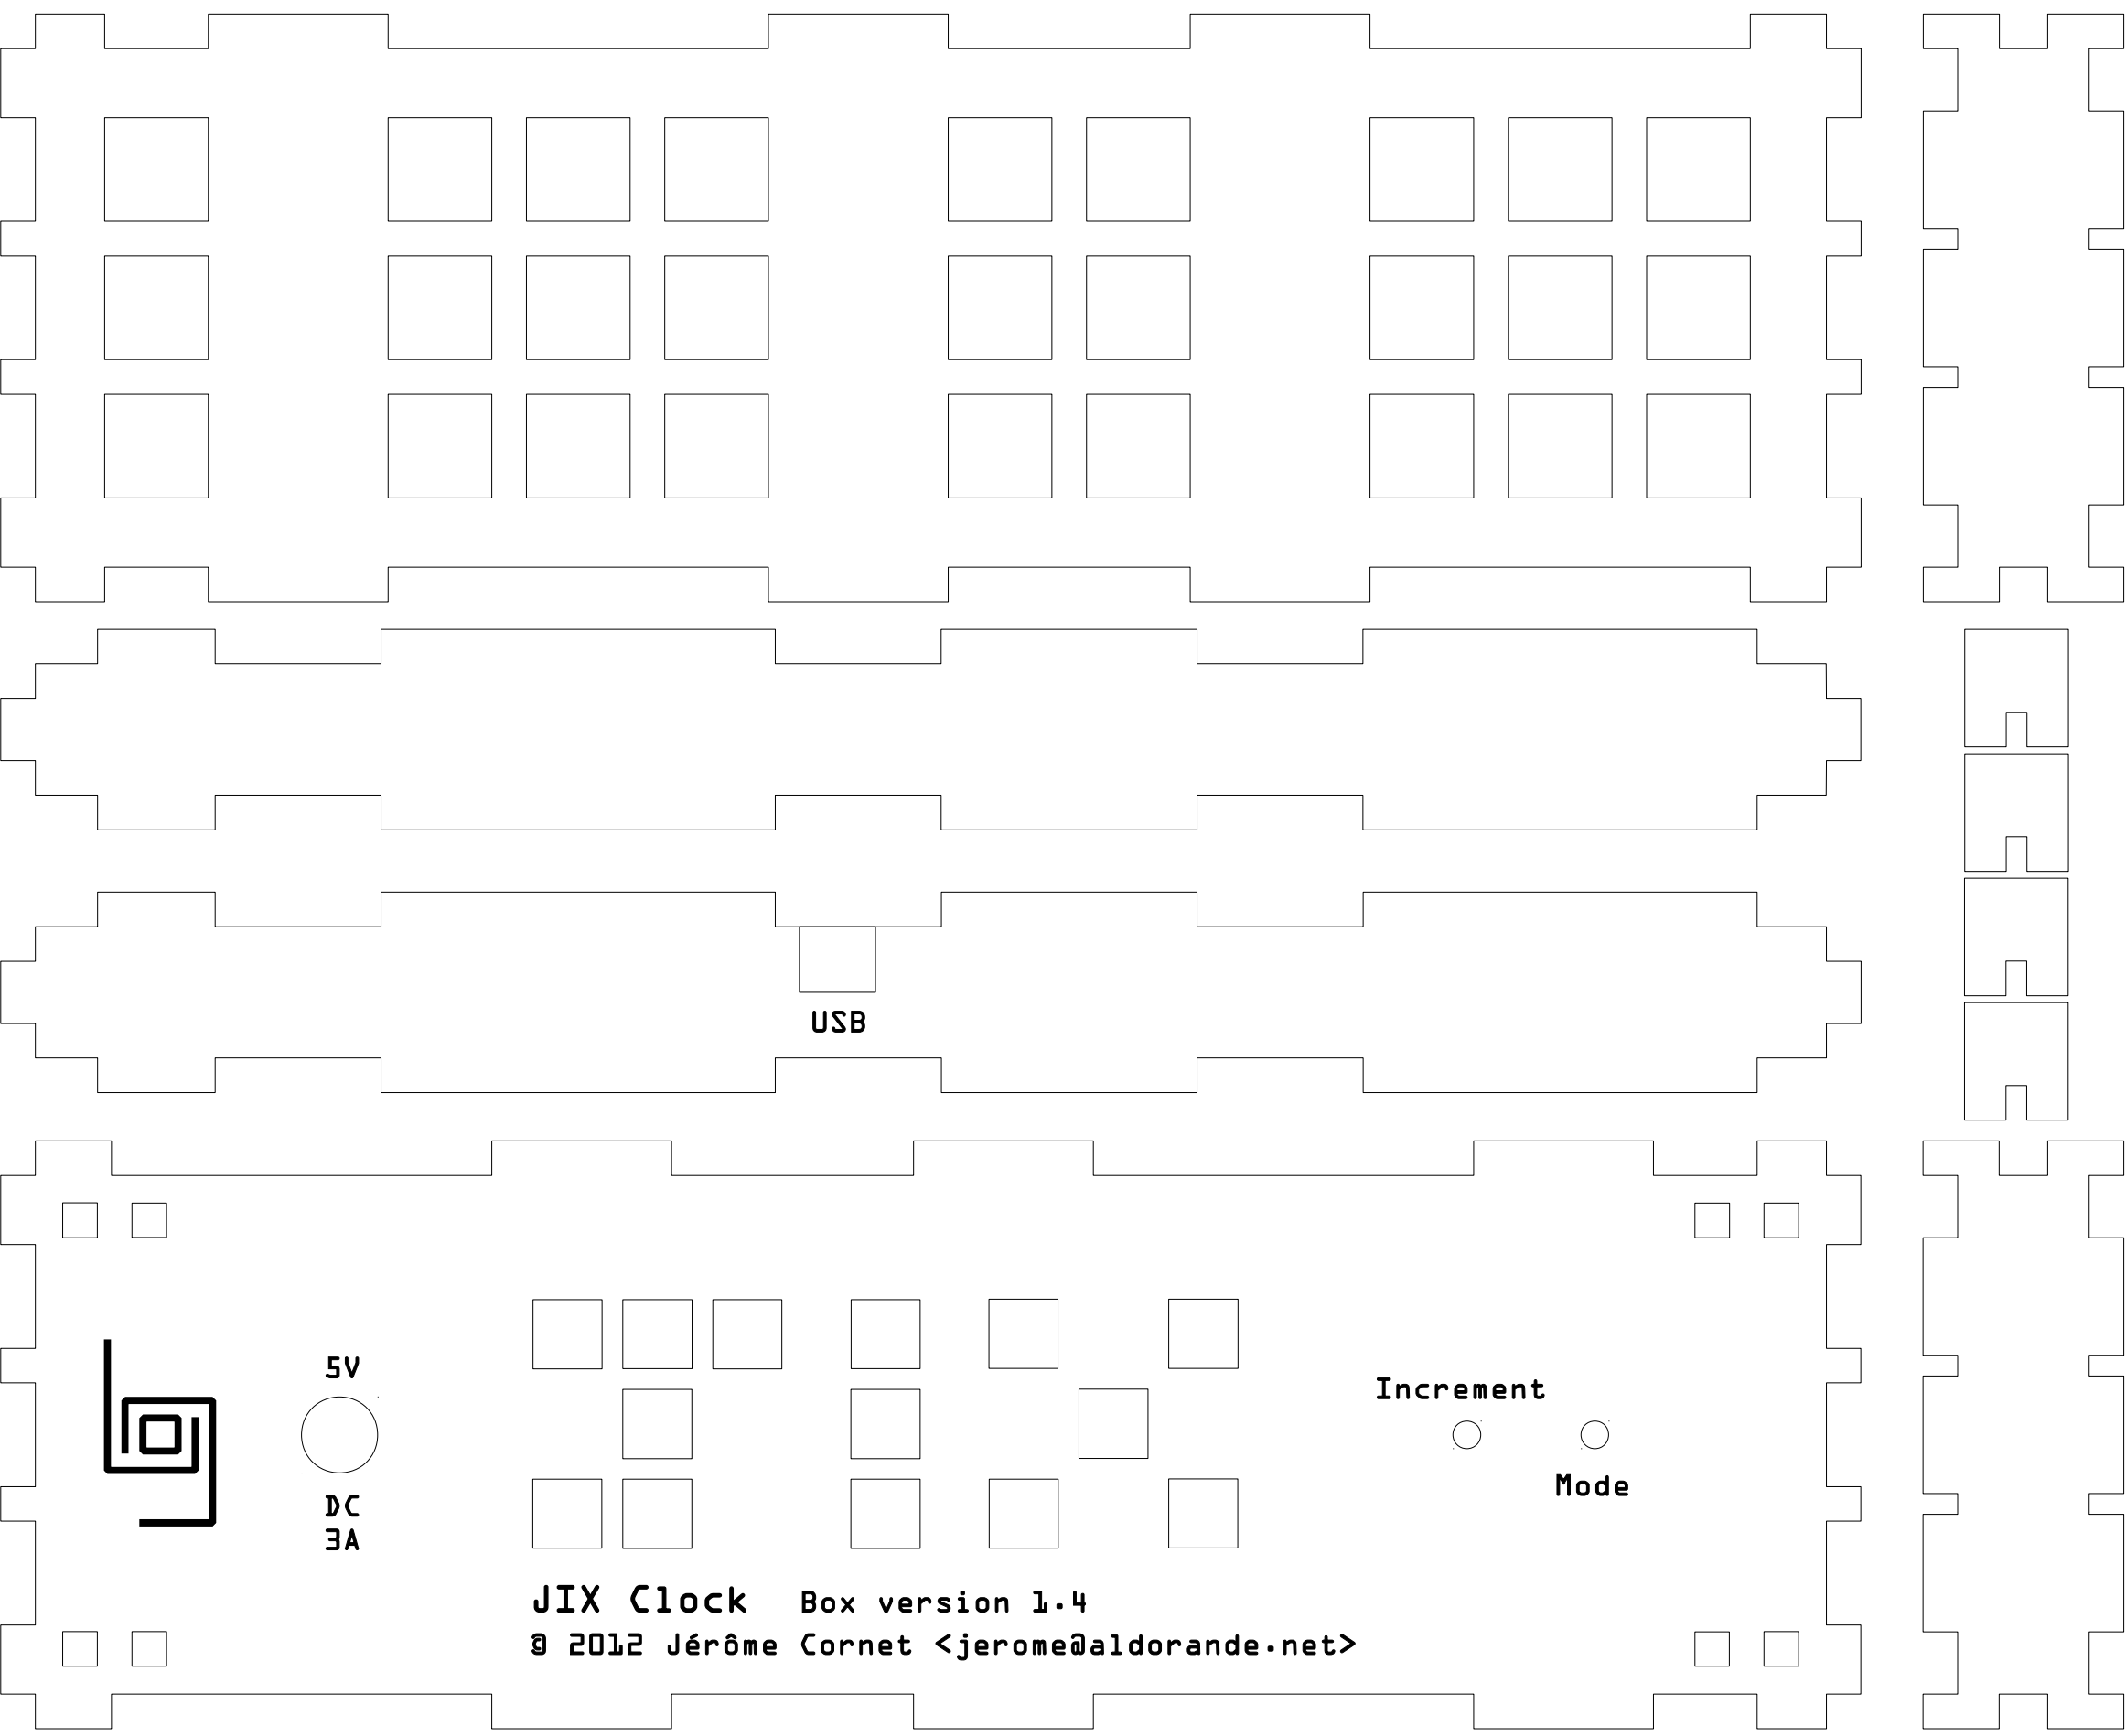 USB
5V
DC
3A
Increment
Mode
JIX Clock Box version 1.4
© 2012 Jérôme Cornet <jerome@aldorande.net>